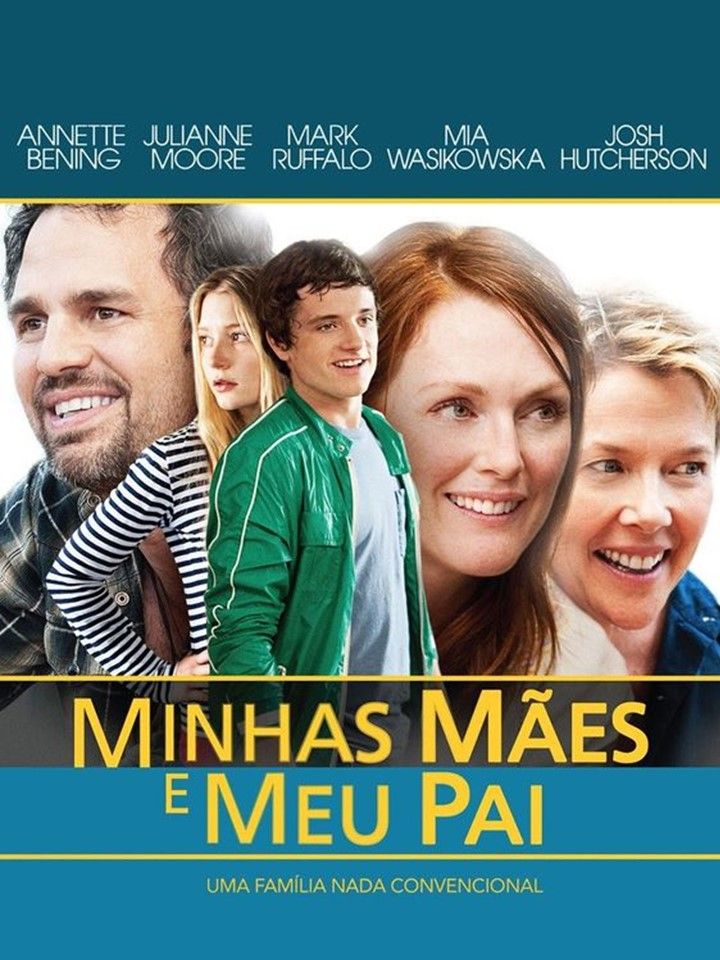 ANNETTE JULIANNE MARK MIA JOSH
BENING MOORE RUFFALO WASIKOWSKA HUTCHERSON
MINHAS MÃES
E MEU PAI
UMA FAMÍLIA NADA CONVENCIONAL